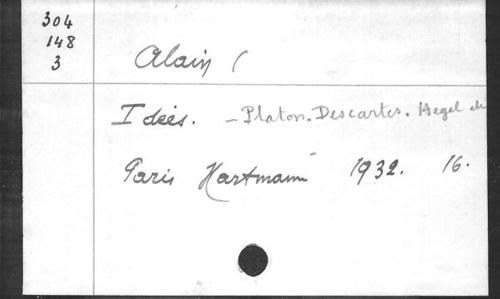 304
148
3
Alain (
Idées. - Platon. Descartes. Hegel
Paris Hartmann 1932. 16.